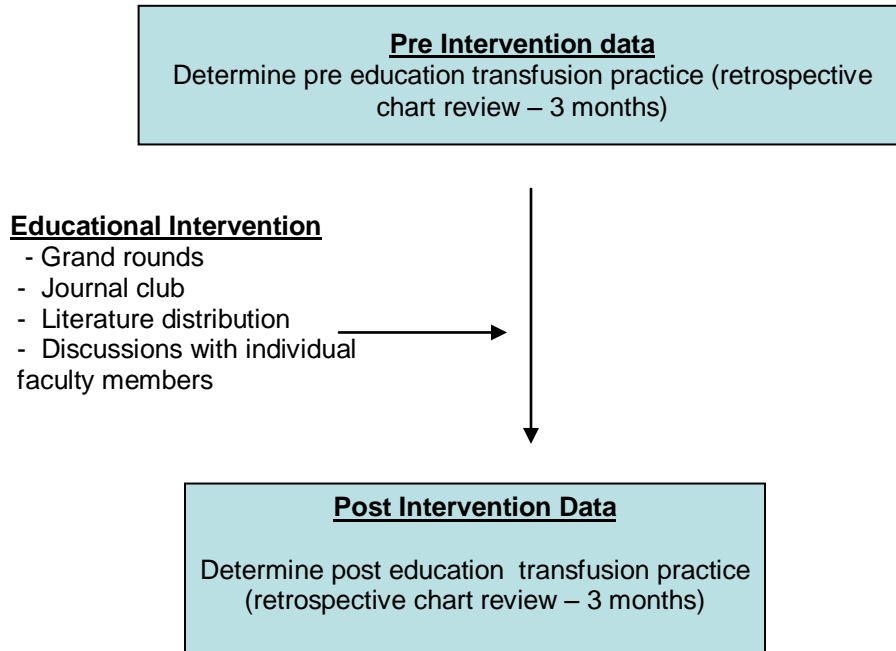 Pre Intervention data
Determine pre education transfusion practice (retrospective
chart review – 3 months)
Educational Intervention
- Grand rounds
- Journal club
- Literature distribution
- Discussions with individual
faculty members
Post Intervention Data
Determine post education transfusion practice
(retrospective chart review – 3 months)